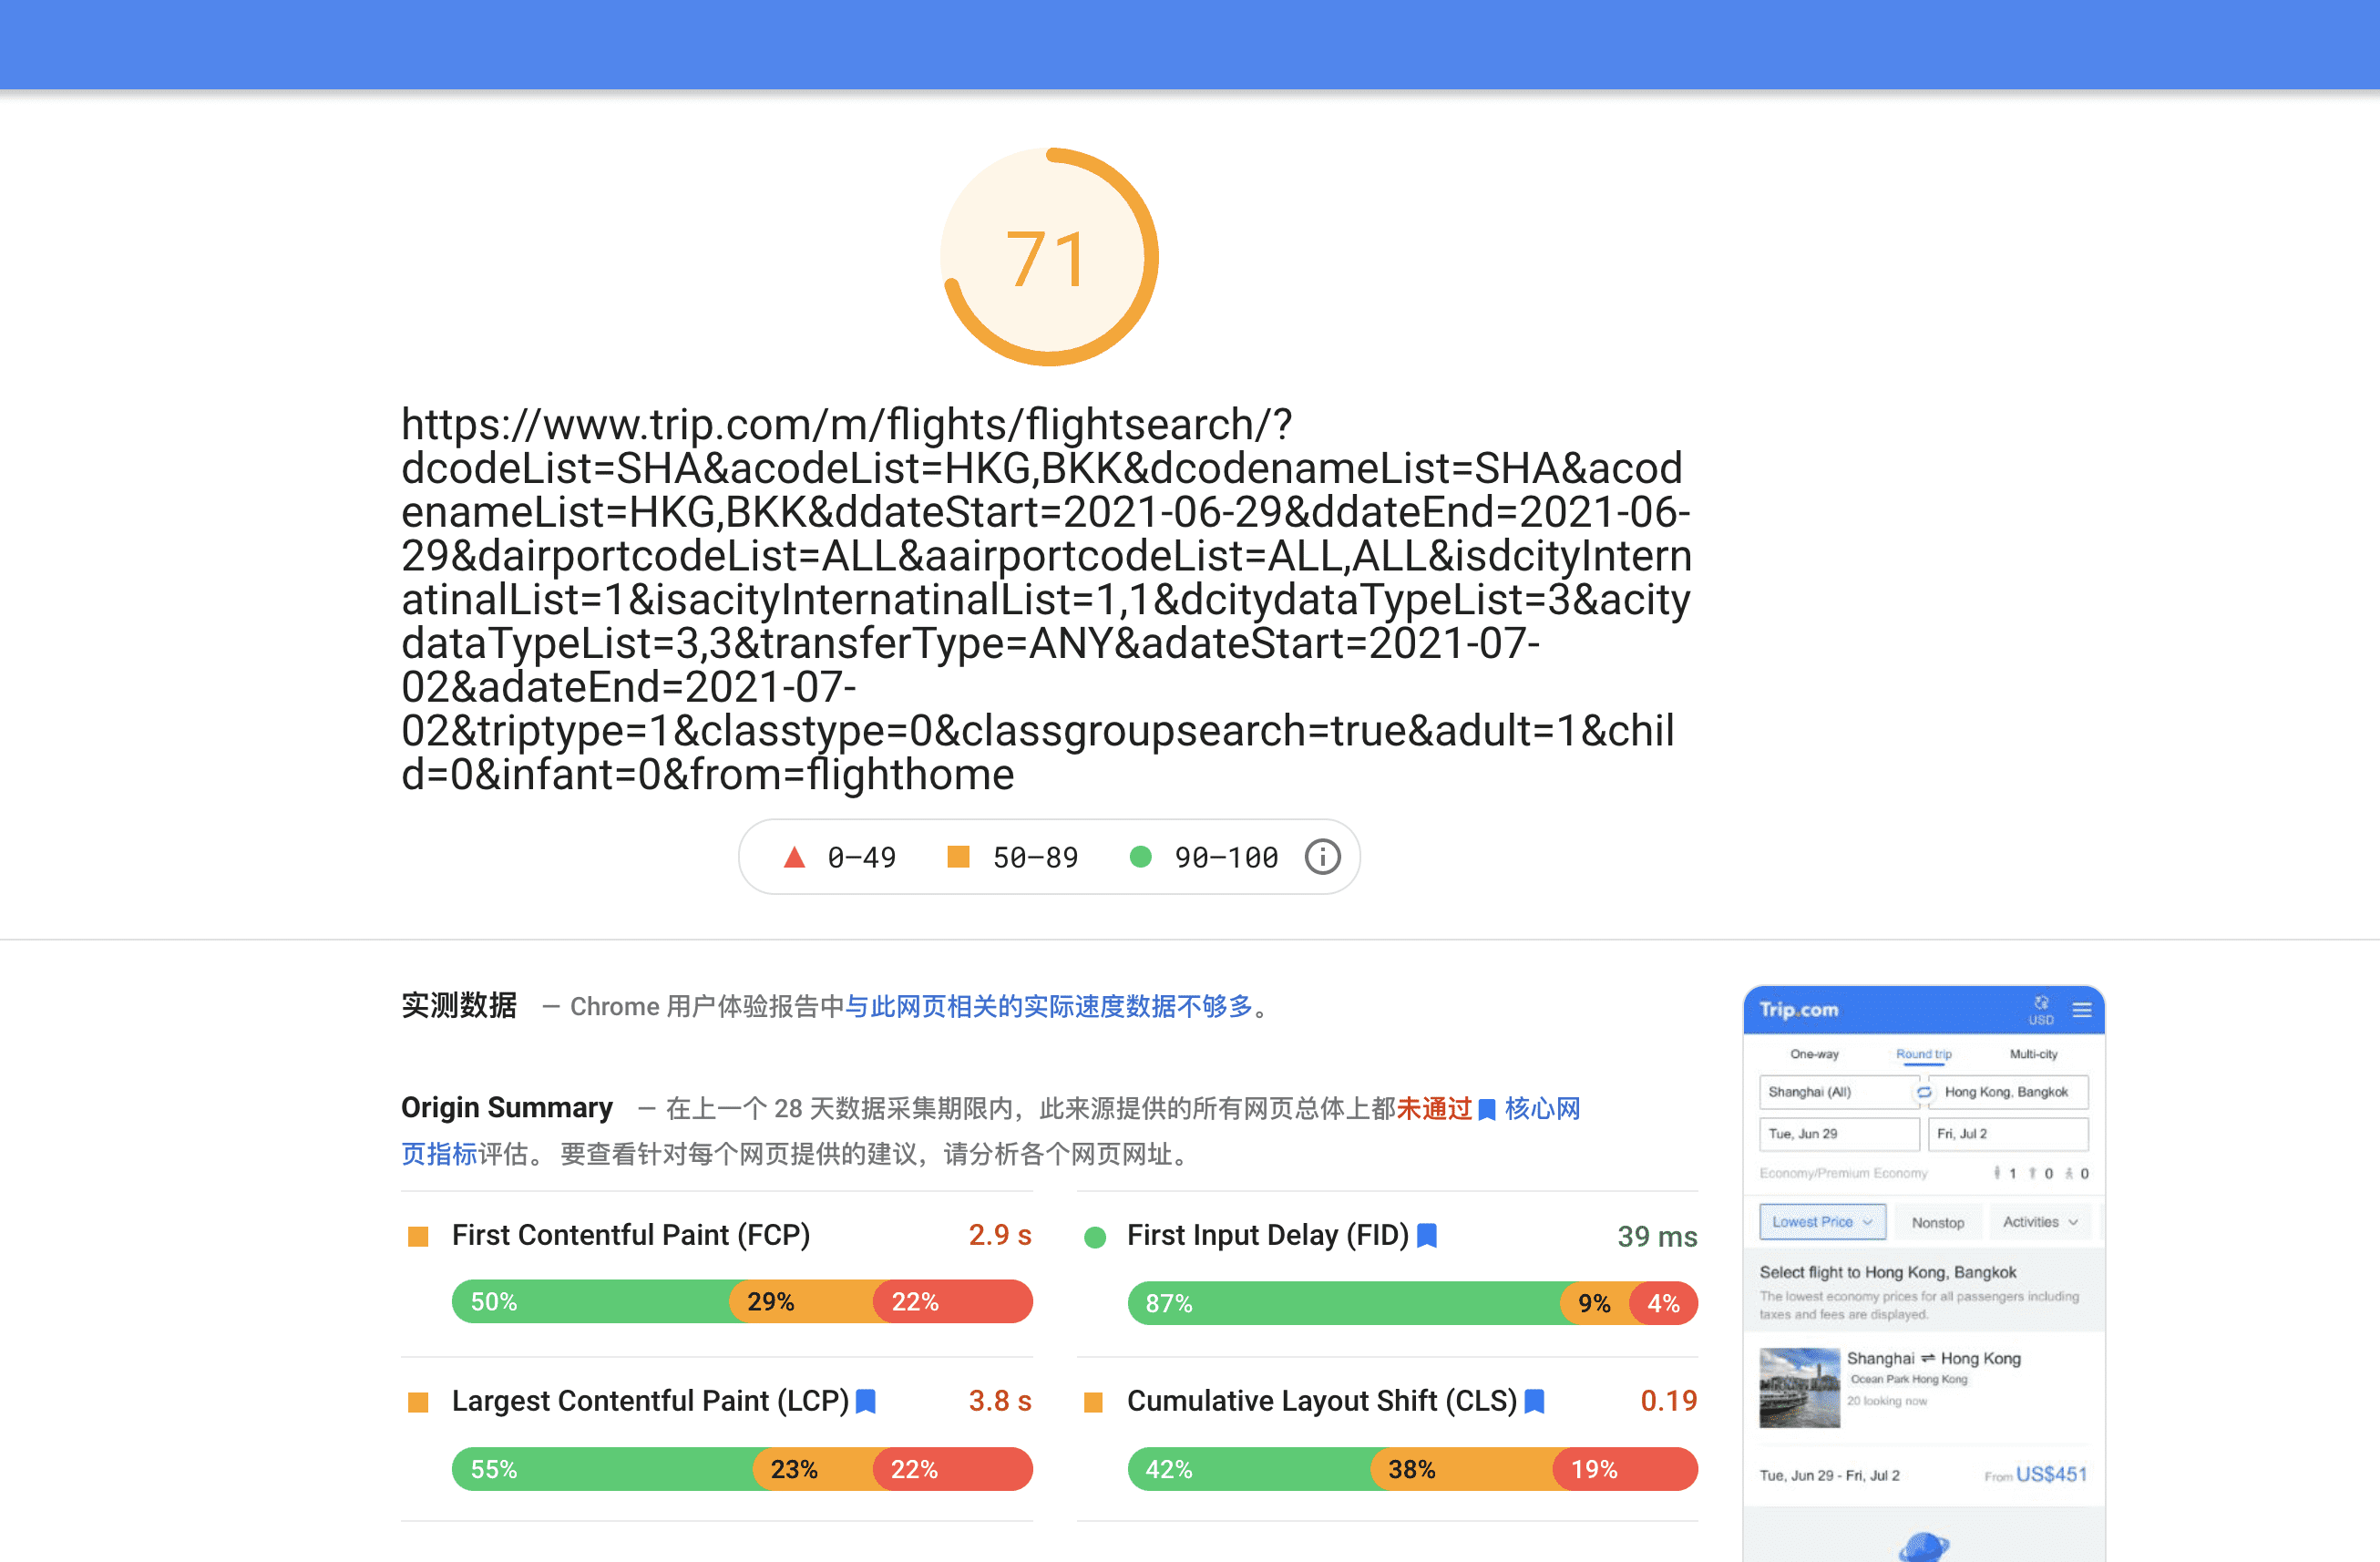 71
https://www.trip.com/m/flights/flightsearch/?
dcodeList=SHA&acodeList=HKG,BKK&dcodenameList=SHA&acod
enameList=HKG,BKK&ddateStart=2021-06-29&ddateEnd=2021-06-
29&dairportcodeList=ALL&aairportcodeList=ALL,ALL&isdcityIntern
atinalList=1&isacityInternatinalList=1,1&dcitydataTypeList=3&acity
dataTypeList=3,3&transferType=ANY&adateStart=2021-07-
02&adateEnd=2021-07-
02&triptype=1&classtype=0&classgroupsearch=true&adult=1&chil
d=0&infant=0&from=flighthome
0–49 50–89 90–100
实测数据 — Chrome 用户体验报告中与此网页相关的实际速度数据不够多。
Origin Summary — 在上一个 28 天数据采集期限内，此来源提供的所有网页总体上都未通过 核心网
页指标评估。 要查看针对每个网页提供的建议，请分析各个网页网址。
First Contentful Paint (FCP) 2.9 s
50% 29% 22%
First Input Delay (FID) 39 ms
87% 9% 4%
Largest Contentful Paint (LCP) 3.8 s
55% 23% 22%
Cumulative Layout Shift (CLS) 0.19
42% 38% 19%
Trip.com USD
One-way Round trip Multi-city
Shanghai (All) Hong Kong, Bangkok
Tue, Jun 29 Fri, Jul 2
Economy/Premium Economy 1 0 0
Lowest Price Nonstop Activities
Select flight to Hong Kong, Bangkok
The lowest economy prices for all passengers including
taxes and fees are displayed.
Shanghai ⇌ Hong Kong
Ocean Park Hong Kong
20 looking now
Tue, Jun 29 - Fri, Jul 2 From US$451